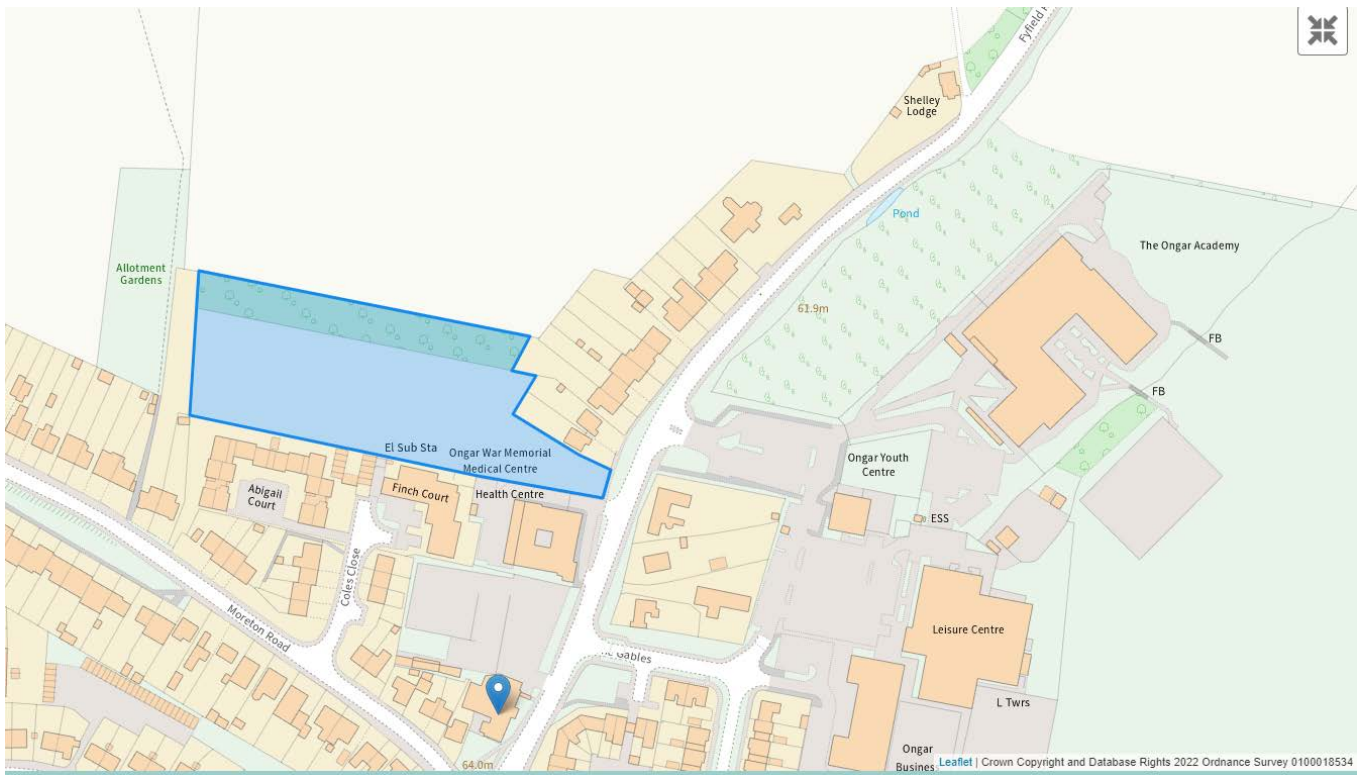 Fyfield
Shelley
Lodge
Pond
The Ongar Academy
Allotment
Gardens
61.9m
FB
FB
El Sub Sta
Ongar War Memorial
Medical Centre
Ongar Youth
Centre
Abigail
Court
Finch Court
Health Centre
ESS
Coles Close
Moreton Road
Leisure Centre
Gables
L Twrs
64.0m
Ongar
Leaflet | Crown Copyright and Database Rights 2022 Ordnance Survey 0100018534